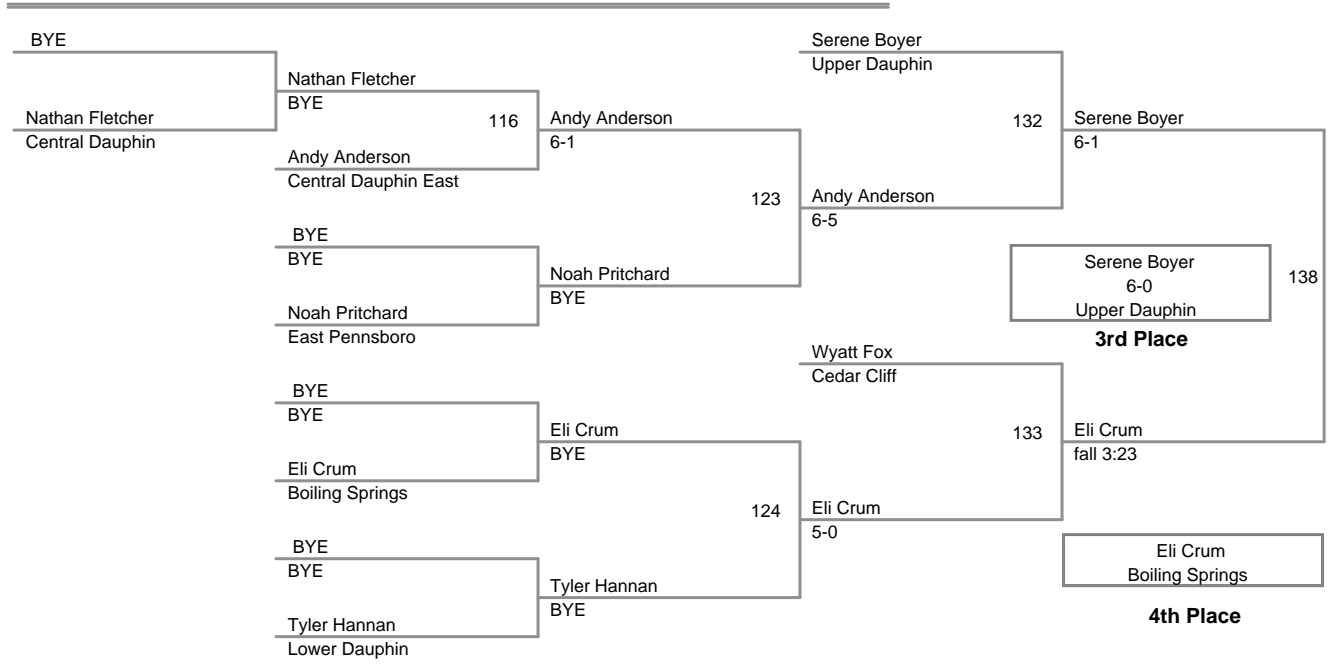 BYE
Nathan Fletcher
Central Dauphin
Nathan Fletcher
BYE
116
Andy Anderson
Central Dauphin East
BYE
BYE
Noah Pritchard
East Pennsboro
BYE
BYE
Eli Crum
Boiling Springs
BYE
BYE
Tyler Hannan
Lower Dauphin
Andy Anderson
6-1
123
Noah Pritchard
BYE
Eli Crum
BYE
124
Tyler Hannan
BYE
Serene Boyer
Upper Dauphin
132
Andy Anderson
6-5
Wyatt Fox
Cedar Cliff
133
Eli Crum
5-0
Serene Boyer
6-1
138
Serene Boyer
6-0
Upper Dauphin
3rd Place
Eli Crum
fall 3:23
Eli Crum
Boiling Springs
4th Place